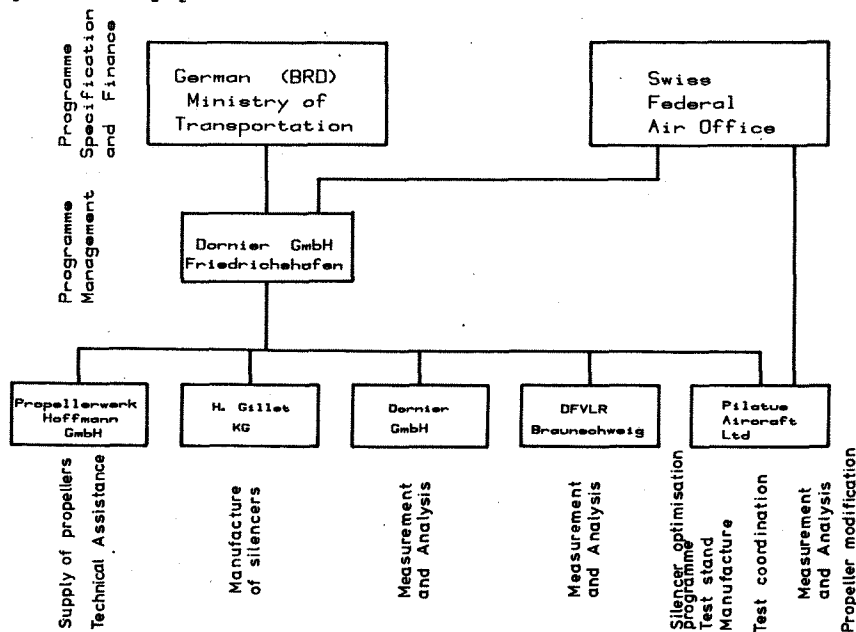 Programme
Specification
and Finance
German (BRD)
Ministry of
Transportation
Swiss
Federal
Air Office
Programme
Management
Dornier GmbH
Friedrichshafen
Propellerwerk
Hoffmann
GmbH
H. Gillet
KG
Dornier
GmbH
DFVLR
Braunschweig
Pilatus
Aircraft
Ltd
Supply of propellers
Technical Assistance
Manufacture
of silencers
Measurement
and Analysis
Measurement
and Analysis
Silencer optimisation
programme
Test stand
Manufacture
Test coordination
Measurement
and Analysis
Propeller modification